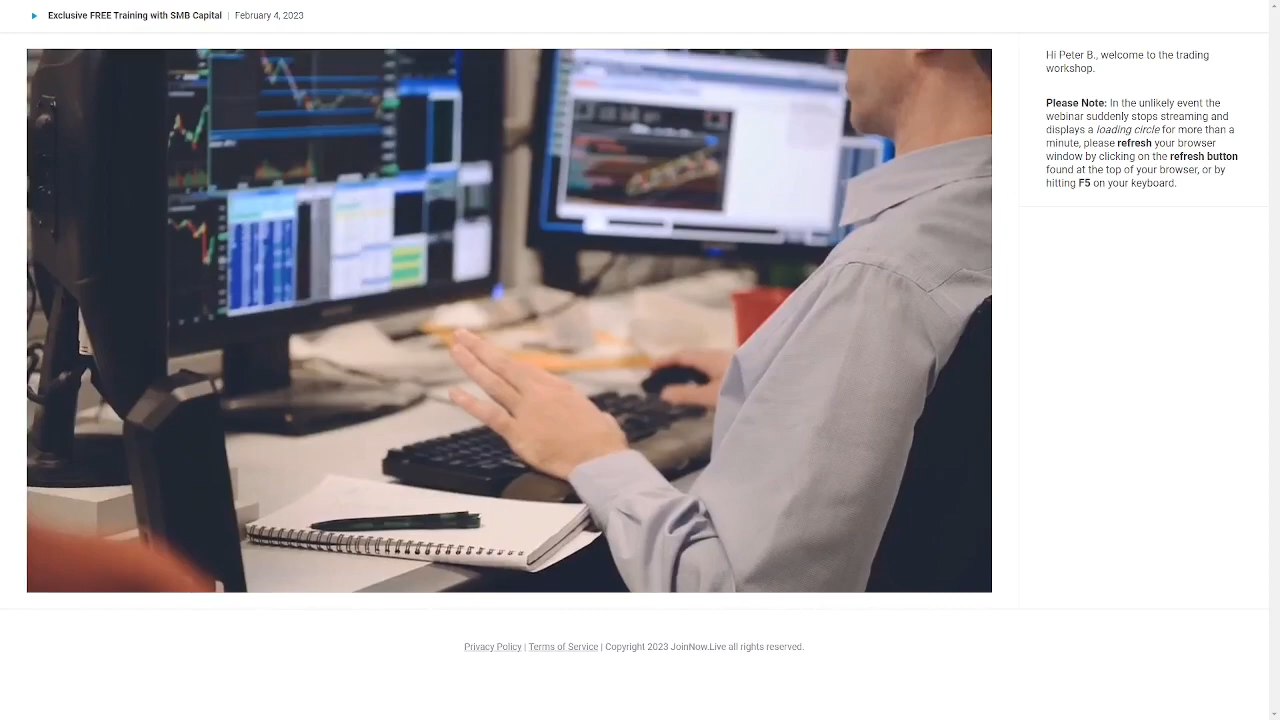 Exclusive FREE Training with SMB Capital | February 4, 2023
Hi Peter B., welcome to the trading
workshop.
Please Note: In the unlikely event the
webinar suddenly stops streaming and
displays a loading circle for more than a
minute, please refresh your browser
window by clicking on the refresh button
found at the top of your browser, or by
hitting F5 on your keyboard.
Privacy Policy | Terms of Service | Copyright 2023 JoinNow.Live all rights reserved.